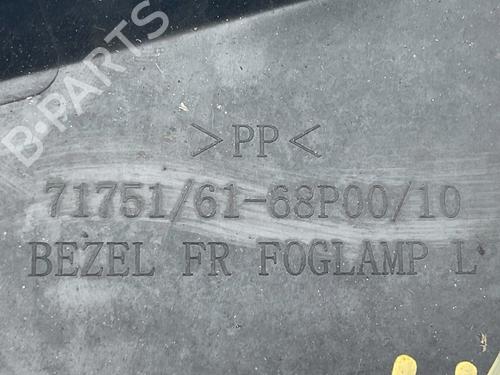 B-PARTS
>PP<
71751/61-68P00/10
BEZEL FR FOGLAMP L